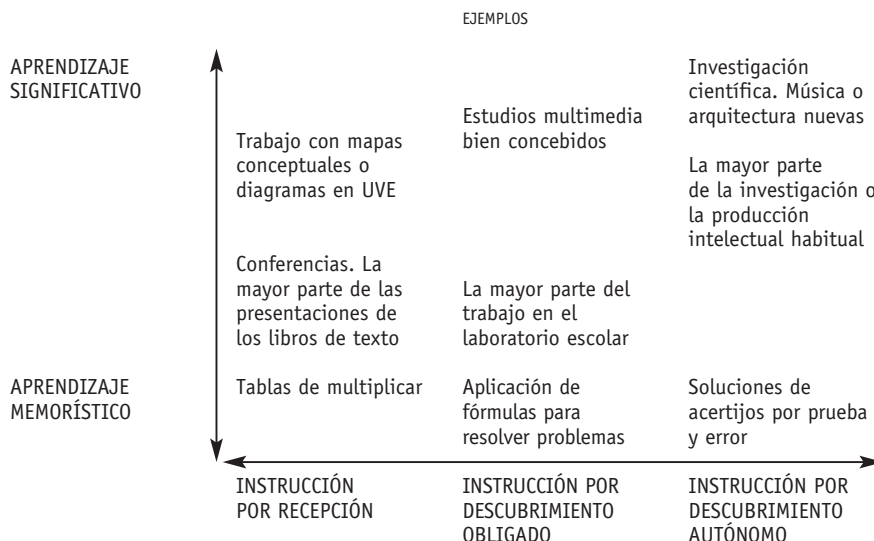 EJEMPLOS
APRENDIZAJE
SIGNIFICATIVO
Trabajo con mapas
conceptuales o
diagramas en UVE
Estudios multimedia
bien concebidos
Investigación
científica. Música o
arquitectura nuevas
La mayor parte
de la investigación o
la producción
intelectual habitual
Conferencias. La
mayor parte de las
presentaciones de
los libros de texto
La mayor parte del
trabajo en el
laboratorio escolar
APRENDIZAJE
MEMORÍSTICO
Tablas de multiplicar
Aplicación de
fórmulas para
resolver problemas
Soluciones de
acertijos por prueba
y error
INSTRUCCIÓN
POR RECEPCIÓN
INSTRUCCIÓN POR
DESCUBRIMIENTO
OBLIGADO
INSTRUCCIÓN POR
DESCUBRIMIENTO
AUTÓNOMO